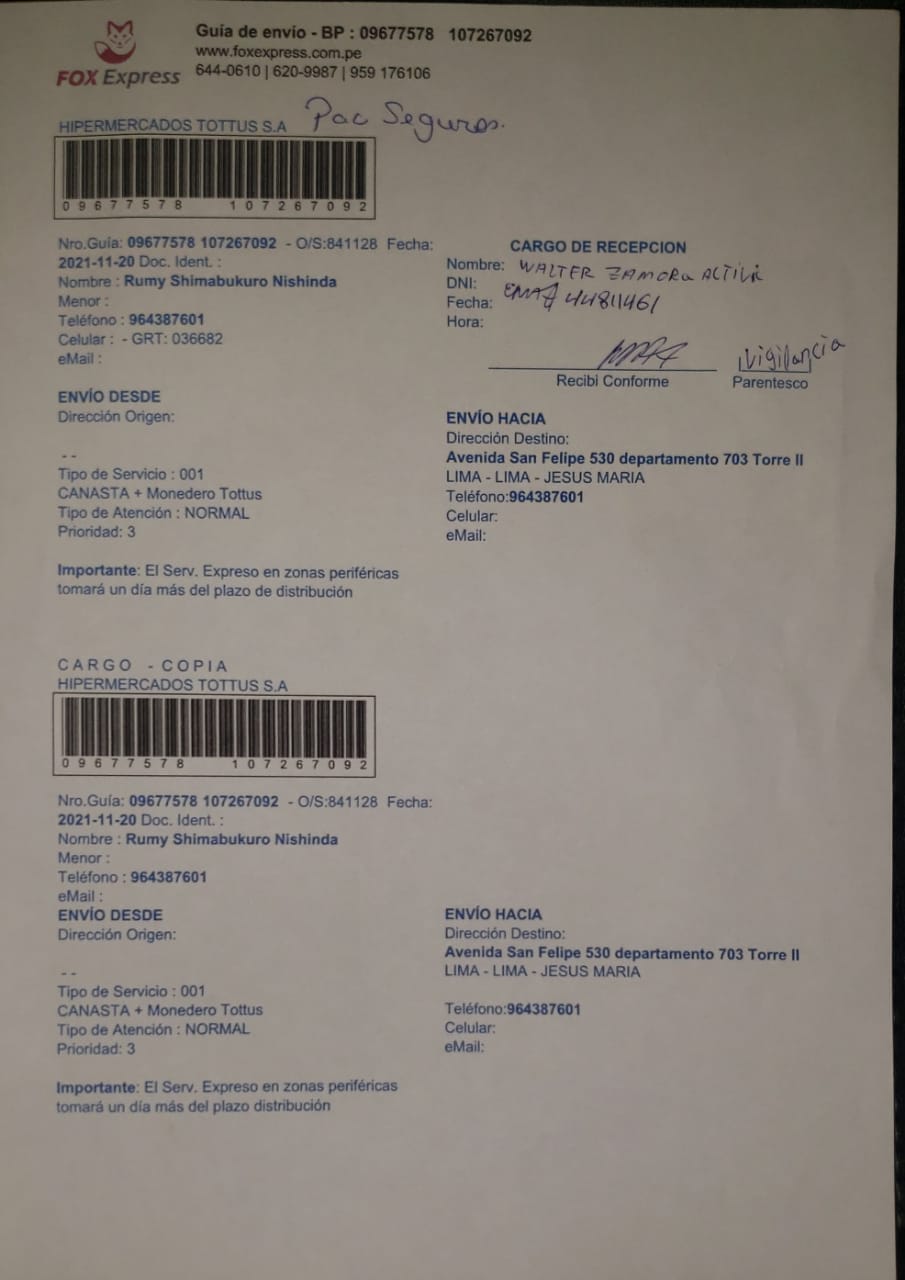 FOX Express
Guía de envío - BP : 09677578 107267092
www.foxexpress.com.pe
644-0610 | 620-9987 | 959 176106
HIPERMERCADOS TOTTUS S.A
Pac Seguros.
09677578 107267092
Nro.Guía: 09677578 107267092 - O/S:841128 Fecha:
2021-11-20 Doc. Ident. :
Nombre : Rumy Shimabukuro Nishinda
Menor :
Teléfono : 964387601
Celular : - GRT: 036682
eMail :
CARGO DE RECEPCION
Nombre: WALTER ZAMORA
DNI: 44811461
Fecha:
Hora:
Recibi Conforme
vigilancia
Parentesco
ENVÍO DESDE
Dirección Origen:
--
Tipo de Servicio : 001
CANASTA + Monedero Tottus
Tipo de Atención : NORMAL
Prioridad: 3
ENVÍO HACIA
Dirección Destino:
Avenida San Felipe 530 departamento 703 Torre II
LIMA - LIMA - JESUS MARIA
Teléfono:964387601
Celular:
eMail:
Importante: El Serv. Expreso en zonas periféricas
tomará un día más del plazo de distribución
CARGO - COPIA
HIPERMERCADOS TOTTUS S.A
09677578 107267092
Nro.Guía: 09677578 107267092 - O/S:841128 Fecha:
2021-11-20 Doc. Ident. :
Nombre : Rumy Shimabukuro Nishinda
Menor :
Teléfono : 964387601
eMail :
ENVÍO DESDE
Dirección Origen:
--
Tipo de Servicio : 001
CANASTA + Monedero Tottus
Tipo de Atención : NORMAL
Prioridad: 3
ENVÍO HACIA
Dirección Destino:
Avenida San Felipe 530 departamento 703 Torre II
LIMA - LIMA - JESUS MARIA
Teléfono:964387601
Celular:
eMail:
Importante: El Serv. Expreso en zonas periféricas
tomará un día más del plazo distribución